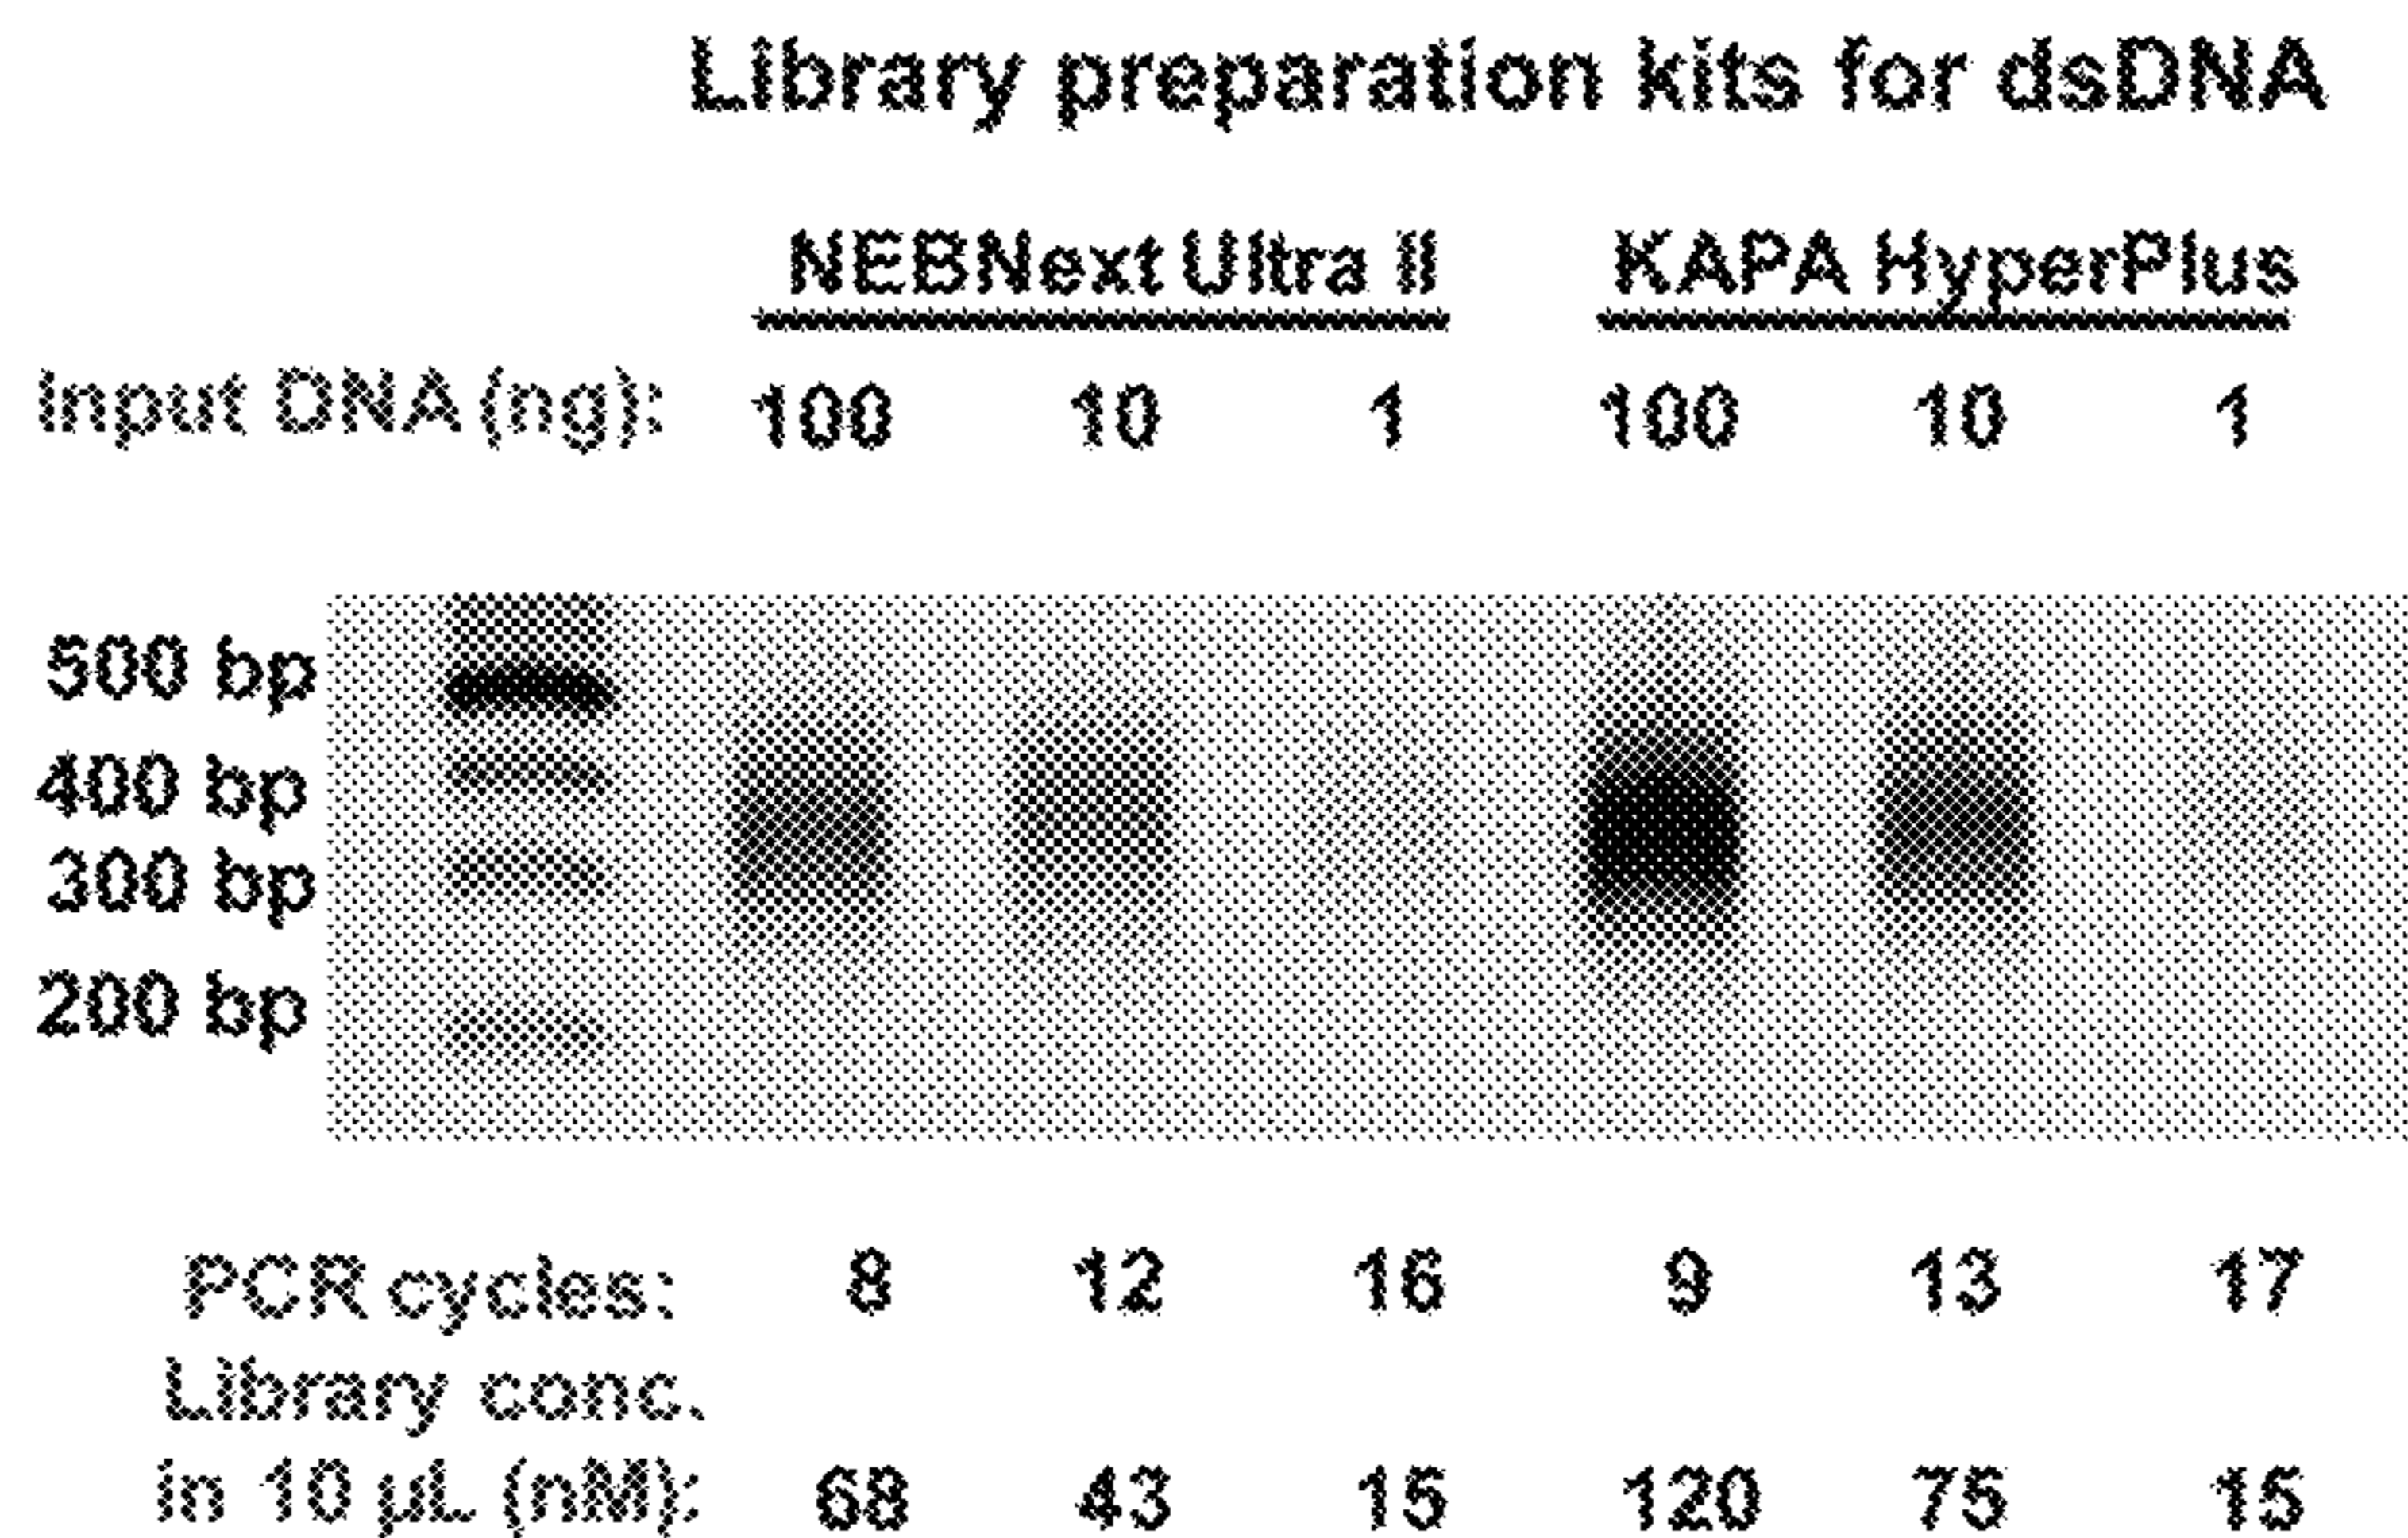 Library preparation kits for dsDNA
NEBNext Ultra II KAPA HyperPlus
Input DNA (ng): 100 10 1 100 10 1
500 bp
400 bp
300 bp
200 bp
PCR cycles: 8 12 16 9 13 17
Library conc.
in 10 µL (nM): 68 43 15 120 75 15